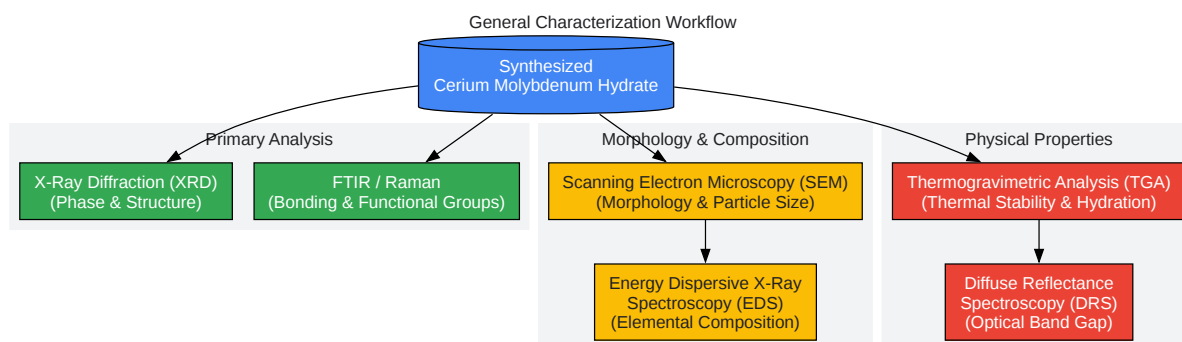 General Characterization Workflow
Synthesized
Cerium Molybdenum Hydrate
Primary Analysis
X-Ray Diffraction (XRD)
(Phase & Structure)
FTIR / Raman
(Bonding & Functional Groups)
Morphology & Composition
Scanning Electron Microscopy (SEM)
(Morphology & Particle Size)
Energy Dispersive X-Ray
Spectroscopy (EDS)
(Elemental Composition)
Physical Properties
Thermogravimetric Analysis (TGA)
(Thermal Stability & Hydration)
Diffuse Reflectance
Spectroscopy (DRS)
(Optical Band Gap)